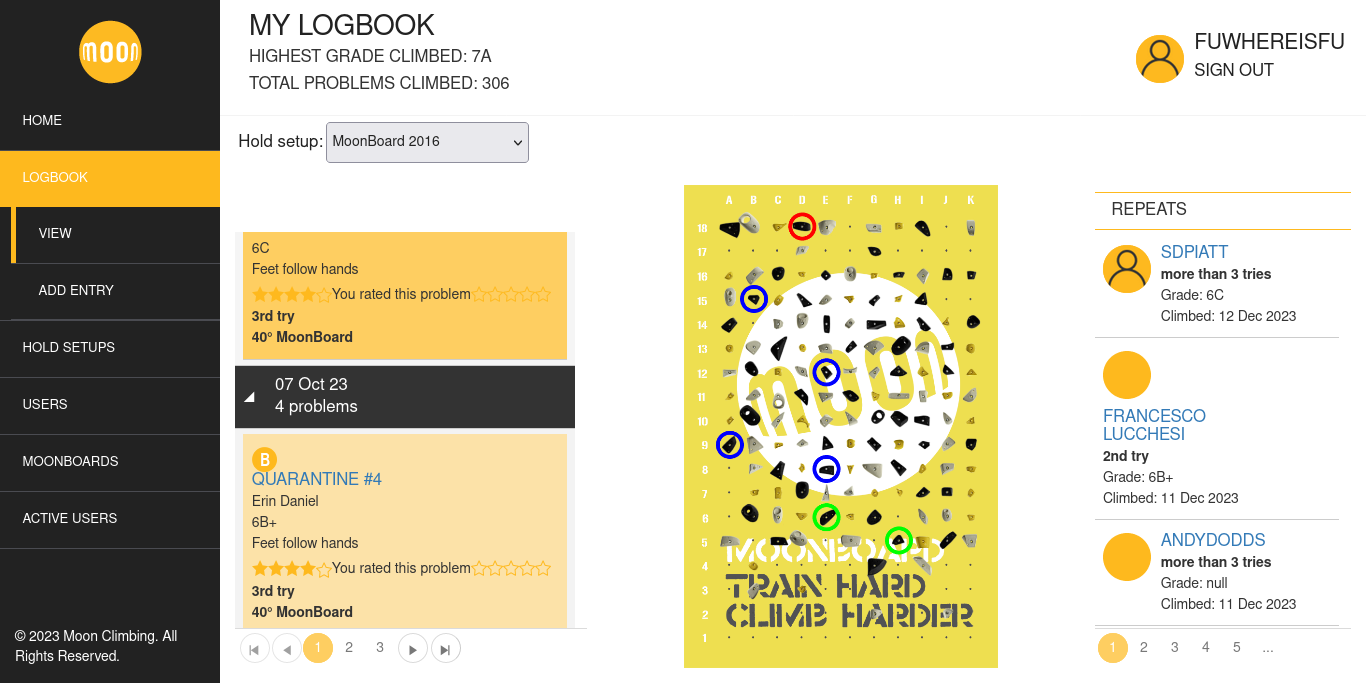 moon
HOME
LOGBOOK
VIEW
ADD ENTRY
HOLD SETUPS
USERS
MOONBOARDS
ACTIVE USERS
© 2023 Moon Climbing. All
Rights Reserved.
MY LOGBOOK
HIGHEST GRADE CLIMBED: 7A
TOTAL PROBLEMS CLIMBED: 306
FUWHEREISFU
SIGN OUT
Hold setup: MoonBoard 2016
6C
Feet follow hands
You rated this problem
3rd try
40° MoonBoard
07 Oct 23
4 problems
B
QUARANTINE #4
Erin Daniel
6B+
Feet follow hands
You rated this problem
3rd try
40° MoonBoard
1 2 3
A B C D E F G H I J K
18
17
16
15
14
13
12
11
10
9
8
7
6
5
4
3
2
1
moon
MOONBOARD
TRAIN HARD
CLIMB HARDER
REPEATS
SDPIATT
more than 3 tries
Grade: 6C
Climbed: 12 Dec 2023
FRANCESCO
LUCCHESI
2nd try
Grade: 6B+
Climbed: 11 Dec 2023
ANDYDODDS
more than 3 tries
Grade: null
Climbed: 11 Dec 2023
1 2 3 4 5 ...